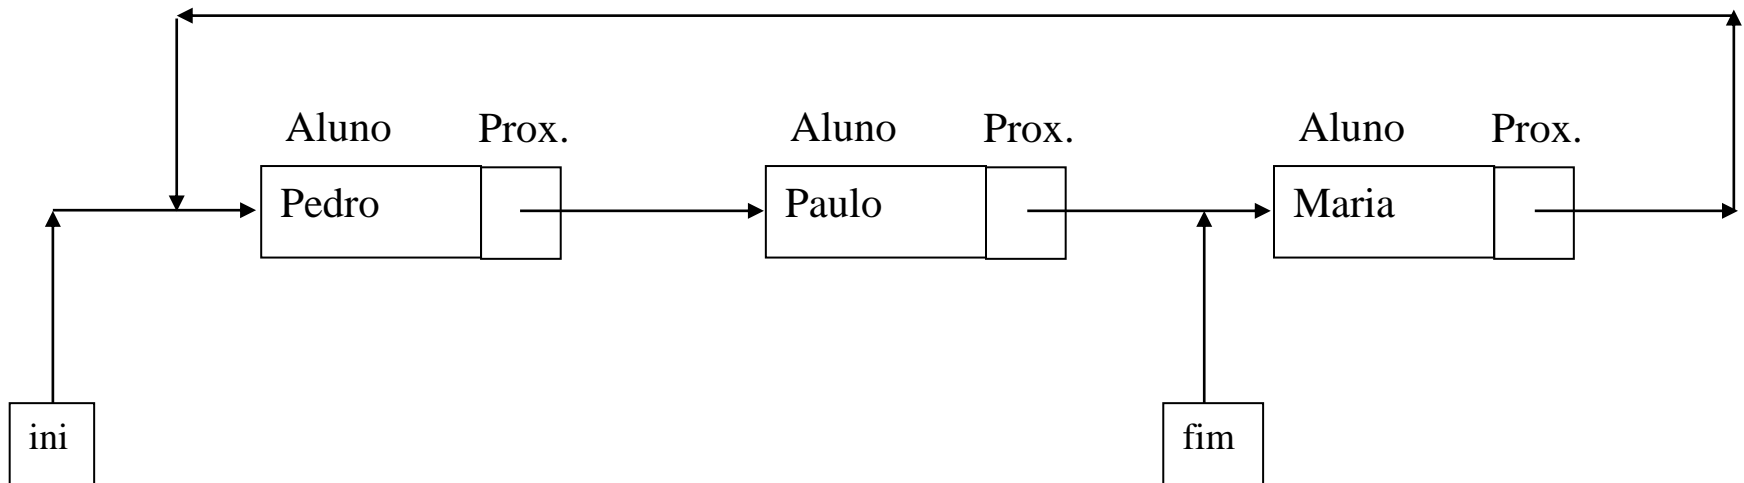 Aluno Prox. Aluno Prox. Aluno Prox.
Pedro Paulo Maria
ini fim